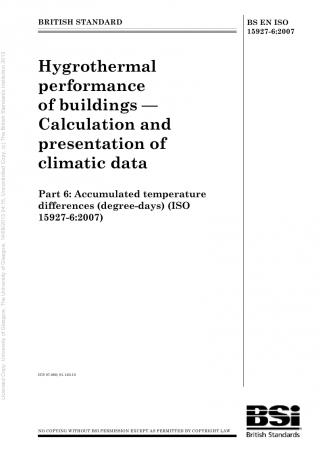 BRITISH STANDARD
BS EN ISO
15927-6:2007
Hygrothermal
performance
of buildings —
Calculation and
presentation of
climatic data
Part 6: Accumulated temperature
differences (degree-days) (ISO
15927-6:2007)
NO COPYING WITHOUT BSI PERMISSION EXCEPT AS PERMITTED BY COPYRIGHT LAW
BSi
British Standards